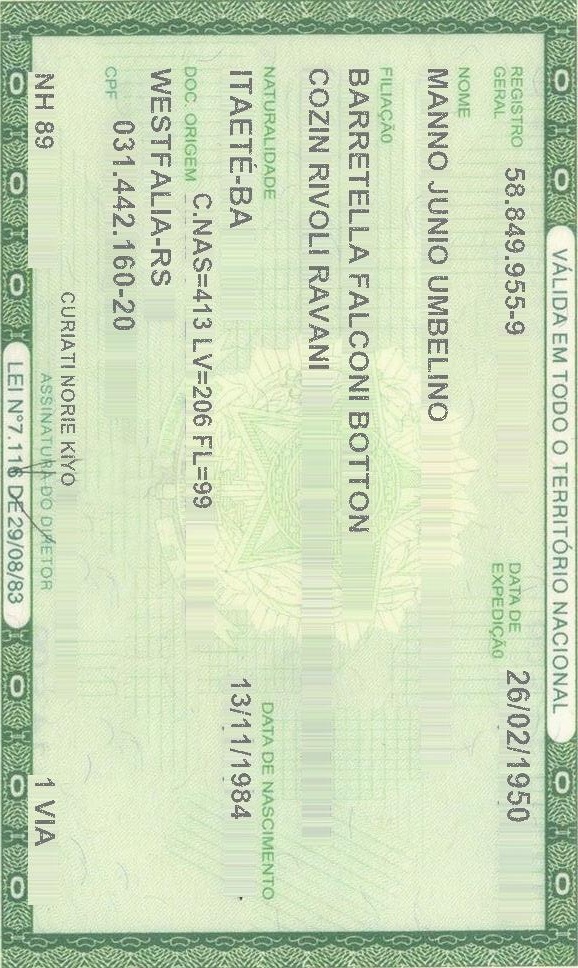 VÁLIDA EM TODO O TERRITÓRIO NACIONAL
REGISTRO GERAL 58.849.955-9 DATA DE EXPEDIÇÃO 26/02/1950
NOME
MANNO JUNIO UMBELINO
FILIAÇÃO
BARRETELLA FALCONI BOTTON
COZIN RIVOLI RAVANI
NATURALIDADE DATA DE NASCIMENTO
ITAETÉ-BA 13/11/1984
DOC. ORIGEM C.NAS=413 LV=206 FL=99
WESTFALIA-RS
CPF 031.442.160-20
CURIATI NORIE KIYO
NH 89 ASSINATURA DO DIRETOR 1 VIA
LEI Nº7.116 DE 29/08/83